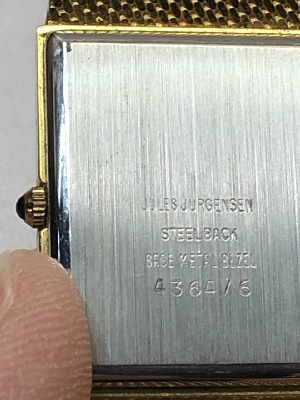 JULES JURGENSEN
STEELBACK
BASE METAL BEZEL
4364/6